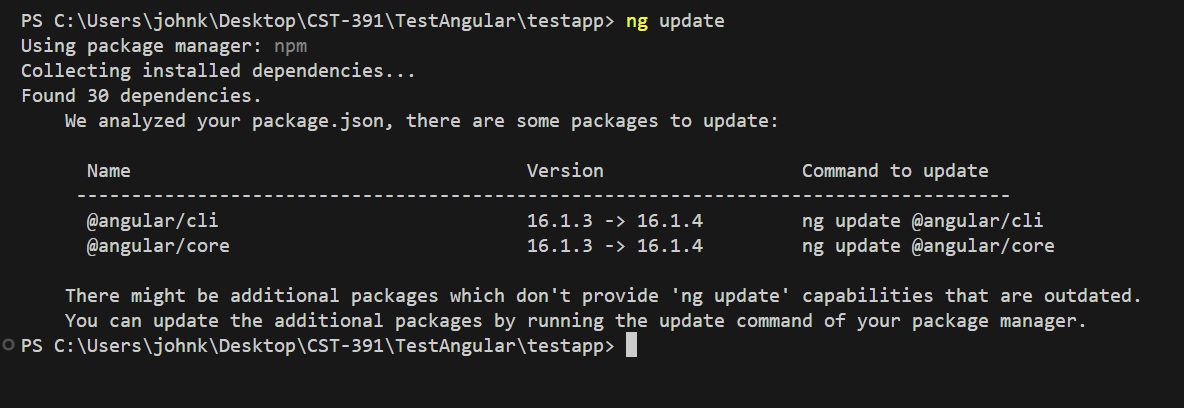 PS C:\Users\johnk\Desktop\CST-391\TestAngular\testapp> ng update
Using package manager: npm
Collecting installed dependencies...
Found 30 dependencies.
    We analyzed your package.json, there are some packages to update:

      Name                                    Version                  Command to update
     -------------------------------------------------------------------------------------
      @angular/cli                            16.1.3 -> 16.1.4         ng update @angular/cli
      @angular/core                           16.1.3 -> 16.1.4         ng update @angular/core

    There might be additional packages which don't provide 'ng update' capabilities that are outdated.
    You can update the additional packages by running the update command of your package manager.
PS C:\Users\johnk\Desktop\CST-391\TestAngular\testapp>